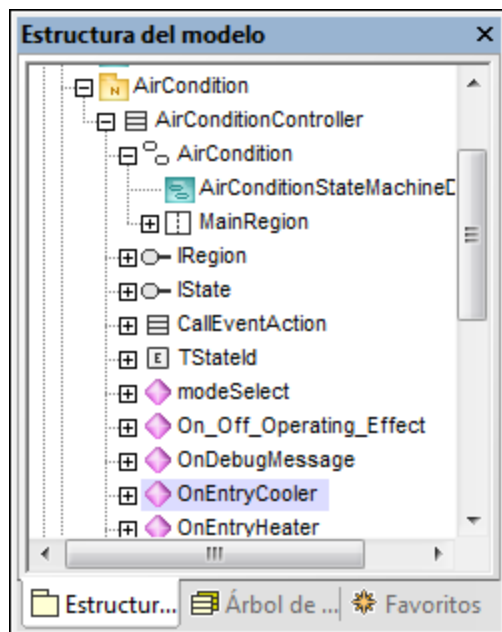 Estructura del modelo
AirCondition
AirConditionController
AirCondition
AirConditionStateMachineD
MainRegion
IRegion
IState
CallEventAction
E TStateId
modeSelect
On_Off_Operating_Effect
OnDebugMessage
OnEntryCooler
OnEntryHeater
Estructur... Árbol de ... Favoritos